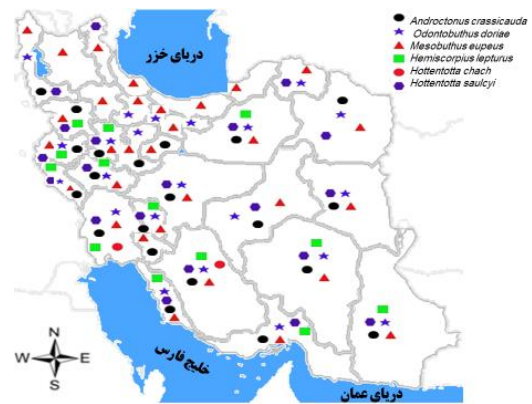 دریای خزر
Androctonus crassicauda
Odontobuthus doriae
Mesobuthus eupeus
Hemiscorpius lepturus
Hottentotta chach
Hottentotta saulcyi
N
W E
S
خلیج فارس
دریای عمان